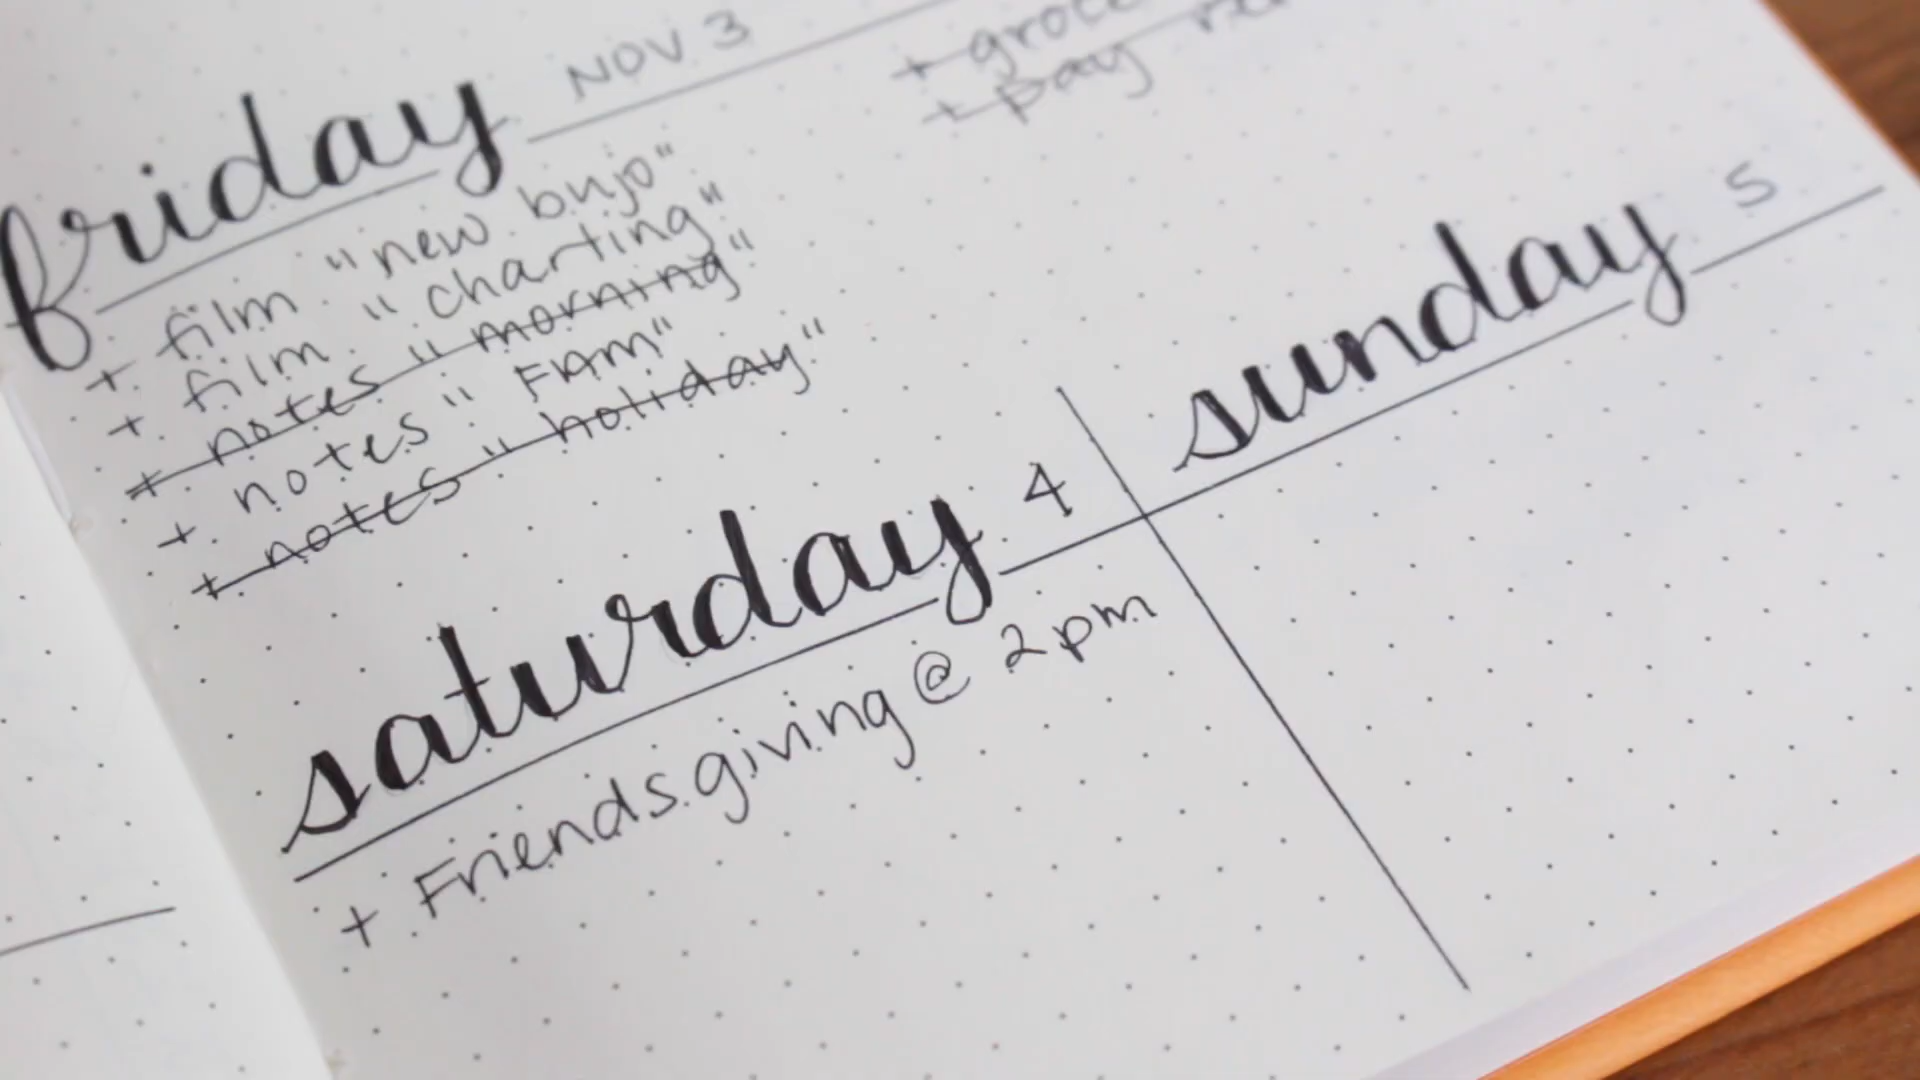 friday NOV 3
+ film "new bujo"
+ film "charting"
+ notes "morning"
+ notes "FAM"
+ notes "holiday"
+ pay
saturday 4
+ Friendsgiving @ 2pm
sunday 5